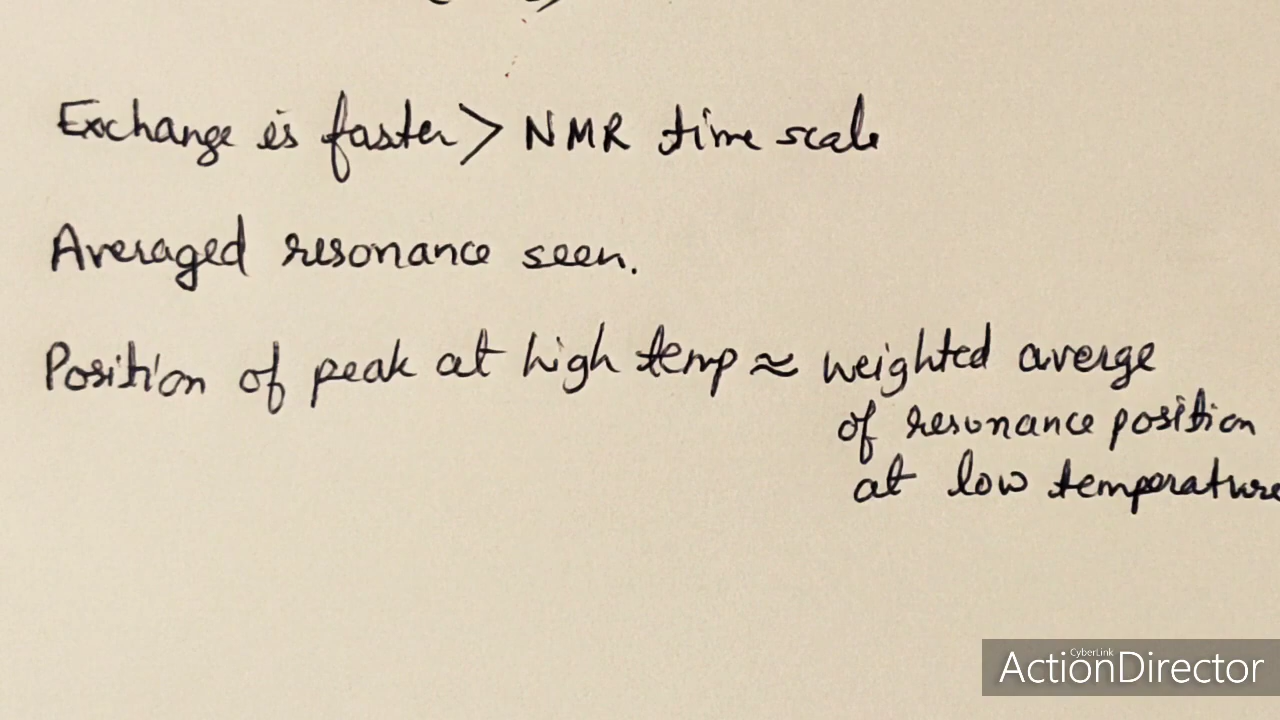 Exchange is faster > NMR time scale
Averaged resonance seen.
Position of peak at high temp ≈ weighted averge
of resonance position
at low temperature
CyberLink
ActionDirector